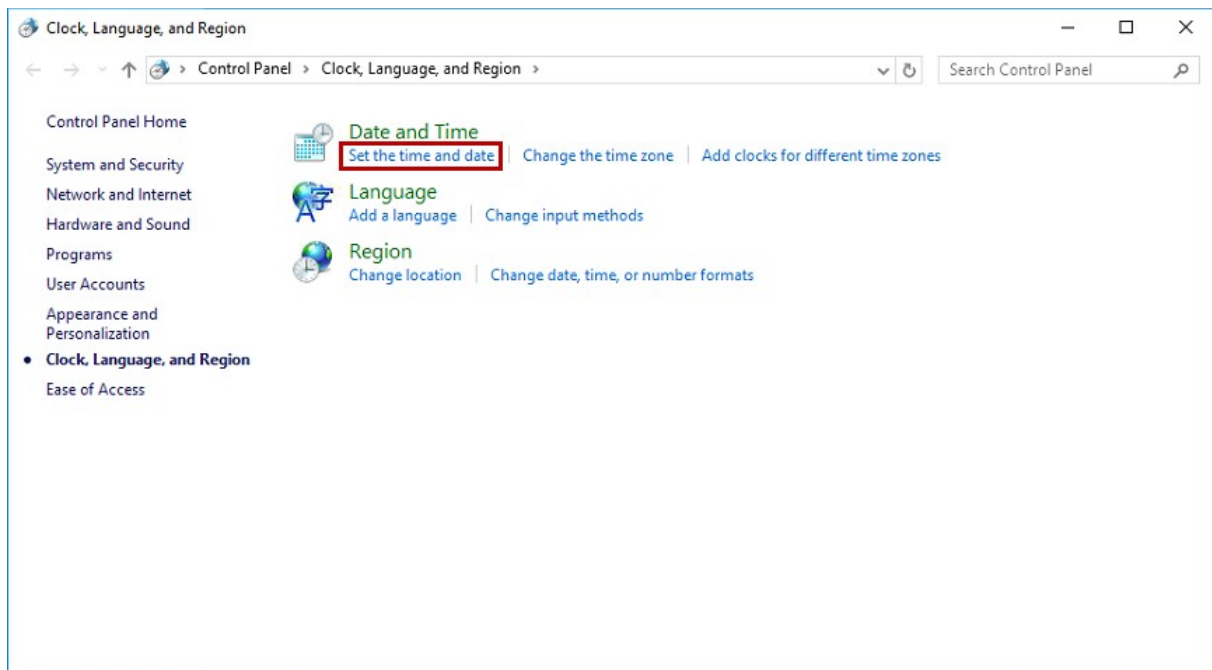 Clock, Language, and Region
Control Panel > Clock, Language, and Region >
Search Control Panel
Control Panel Home
System and Security
Network and Internet
Hardware and Sound
Programs
User Accounts
Appearance and
Personalization
Clock, Language, and Region
Ease of Access
Date and Time
Set the time and date | Change the time zone | Add clocks for different time zones
Language
Add a language | Change input methods
Region
Change location | Change date, time, or number formats